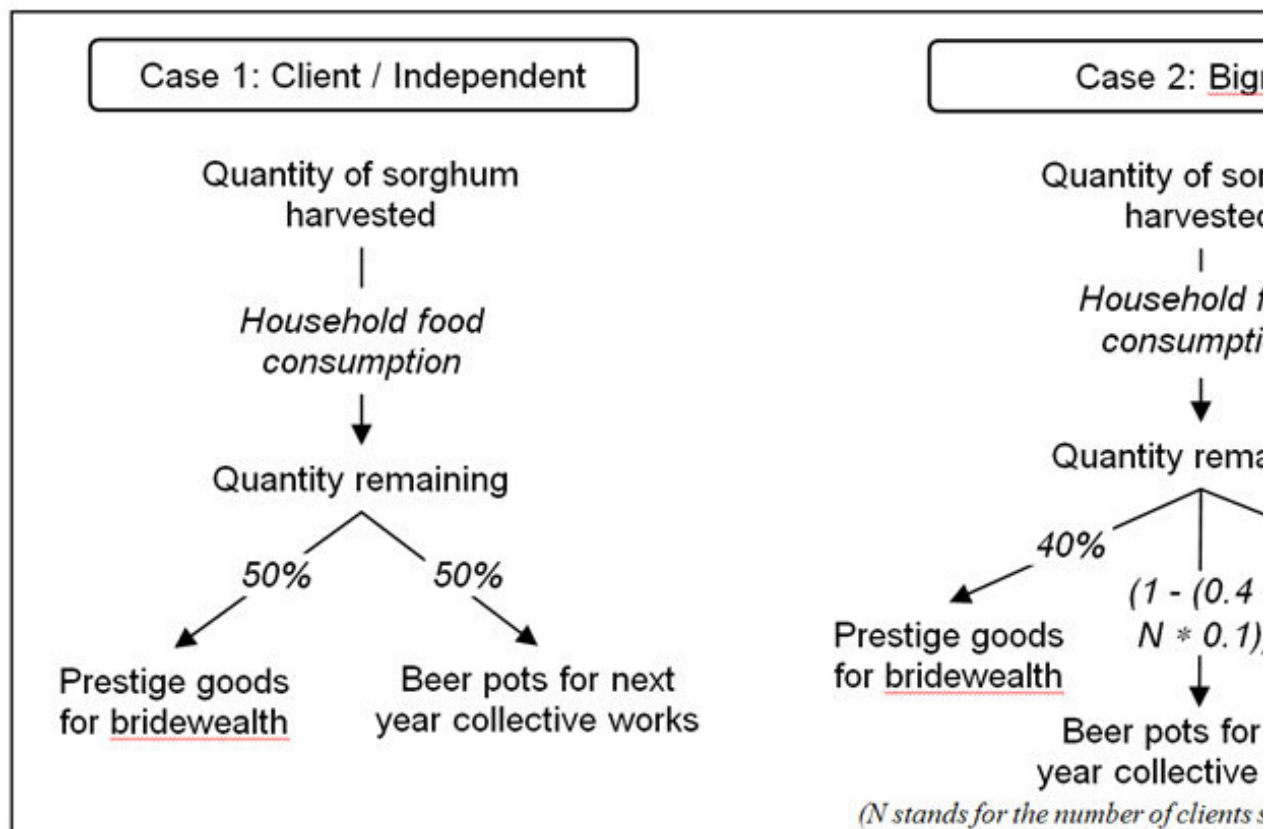 Case 1: Client / Independent
Quantity of sorghum
harvested
Household food
consumption
Quantity remaining
50%
50%
Prestige goods
for bridewealth
Beer pots for next
year collective works
Case 2:
Quantity of
harvested
Household
Quantity
40%
(1 - (0.4
N * 0.1)
Prestige goods
for bridewealth
Beer pots for
year collective
(N stands for the number of clients